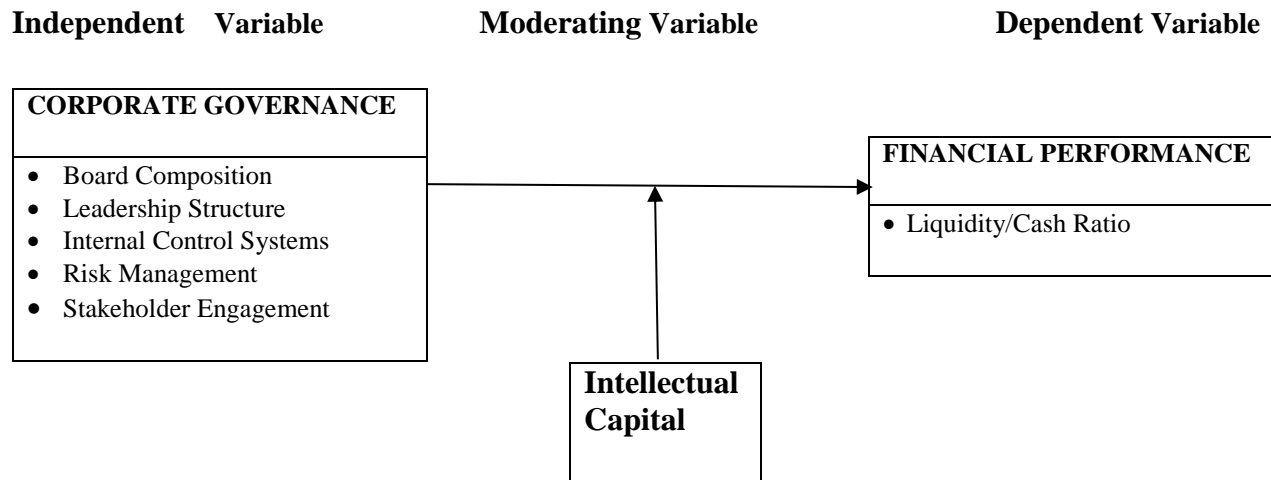 Independent Variable Moderating Variable Dependent Variable
CORPORATE GOVERNANCE
• Board Composition
• Leadership Structure
• Internal Control Systems
• Risk Management
• Stakeholder Engagement
FINANCIAL PERFORMANCE
• Liquidity/Cash Ratio
Intellectual
Capital